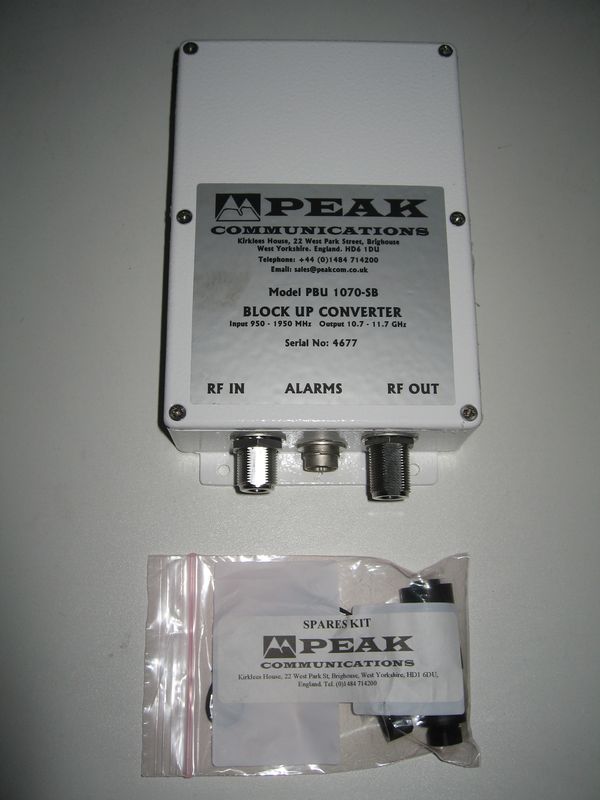 PEAK
COMMUNICATIONS
Kirklees House, 22 West Park Street, Brighouse
West Yorkshire. England. HD6 1DU
Telephone: +44 (0)1484 714200
Email: sales@peakcom.co.uk
Model PBU 1070-SB
BLOCK UP CONVERTER
Input 950 - 1950 MHz Output 10.7 - 11.7 GHz
Serial No: 4677
RF IN ALARMS RF OUT
SPARES KIT
PEAK
COMMUNICATIONS
Kirklees House, 22 West Park St, Brighouse, West Yorkshire, HD1 6DU,
England. Tel. (0)1484 714200